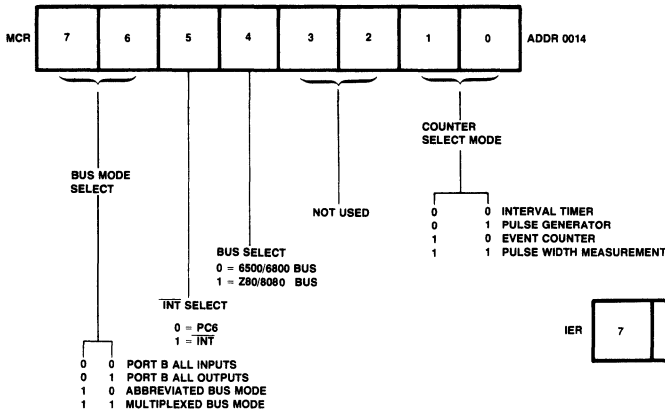 MCR 7 6 5 4 3 2 1 0 ADDR 0014
COUNTER
SELECT MODE
BUS MODE
SELECT
NOT USED
0 0 INTERVAL TIMER
0 1 PULSE GENERATOR
1 0 EVENT COUNTER
1 1 PULSE WIDTH MEASUREMENT
BUS SELECT
0 = 6500/6800 BUS
1 = Z80/8080 BUS
INT SELECT
0 = PC6
1 = INT
IER 7
0 0 PORT B ALL INPUTS
0 1 PORT B ALL OUTPUTS
1 0 ABBREVIATED BUS MODE
1 1 MULTIPLEXED BUS MODE